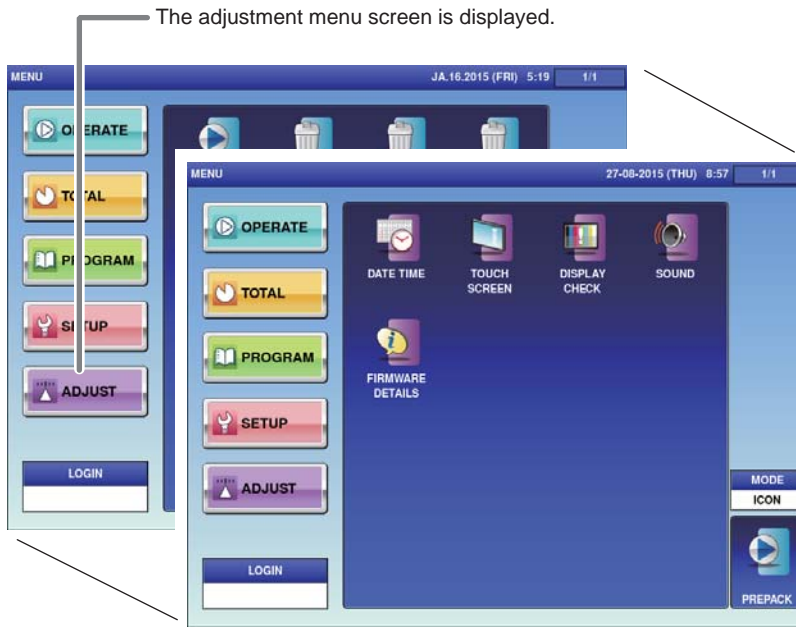 The adjustment menu screen is displayed.
MENU
JA.16.2015 (FRI) 5:19 1/1
OPERATE
TOTAL
PROGRAM
SETUP
ADJUST
LOGIN
MENU
27-08-2015 (THU) 8:57 1/1
OPERATE
TOTAL
PROGRAM
SETUP
ADJUST
LOGIN
DATE TIME
TOUCH
SCREEN
DISPLAY
CHECK
SOUND
FIRMWARE
DETAILS
MODE
ICON
PREPACK